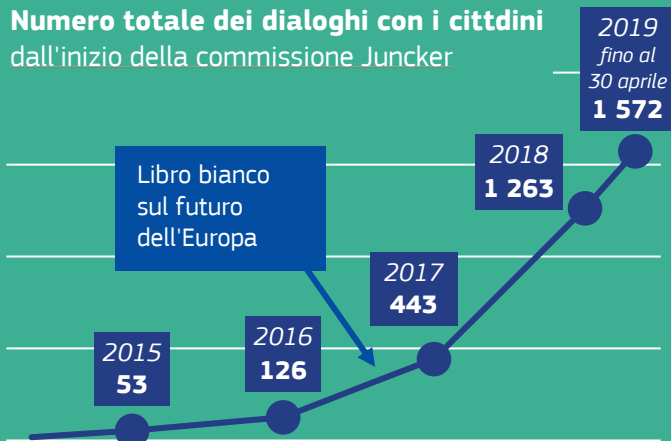 Numero totale dei dialoghi con i cittdini
dall'inizio della commissione Juncker
2019
fino al
30 aprile
1 572
2018
1 263
Libro bianco
sul futuro
dell'Europa
2017
443
2016
126
2015
53